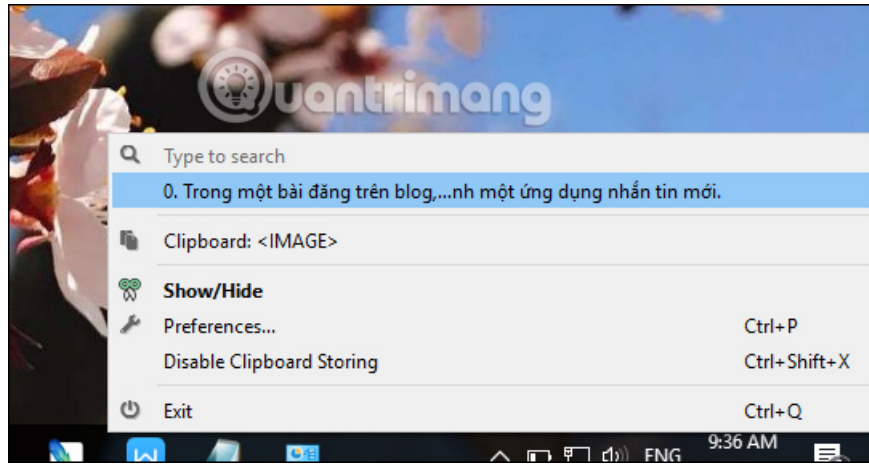 Quantrimang
Type to search
0. Trong một bài đăng trên blog,...nh một ứng dụng nhắn tin mới.
Clipboard: <IMAGE>
Show/Hide
Preferences... Ctrl+P
Disable Clipboard Storing Ctrl+Shift+X
Exit Ctrl+Q
ENG 9:36 AM